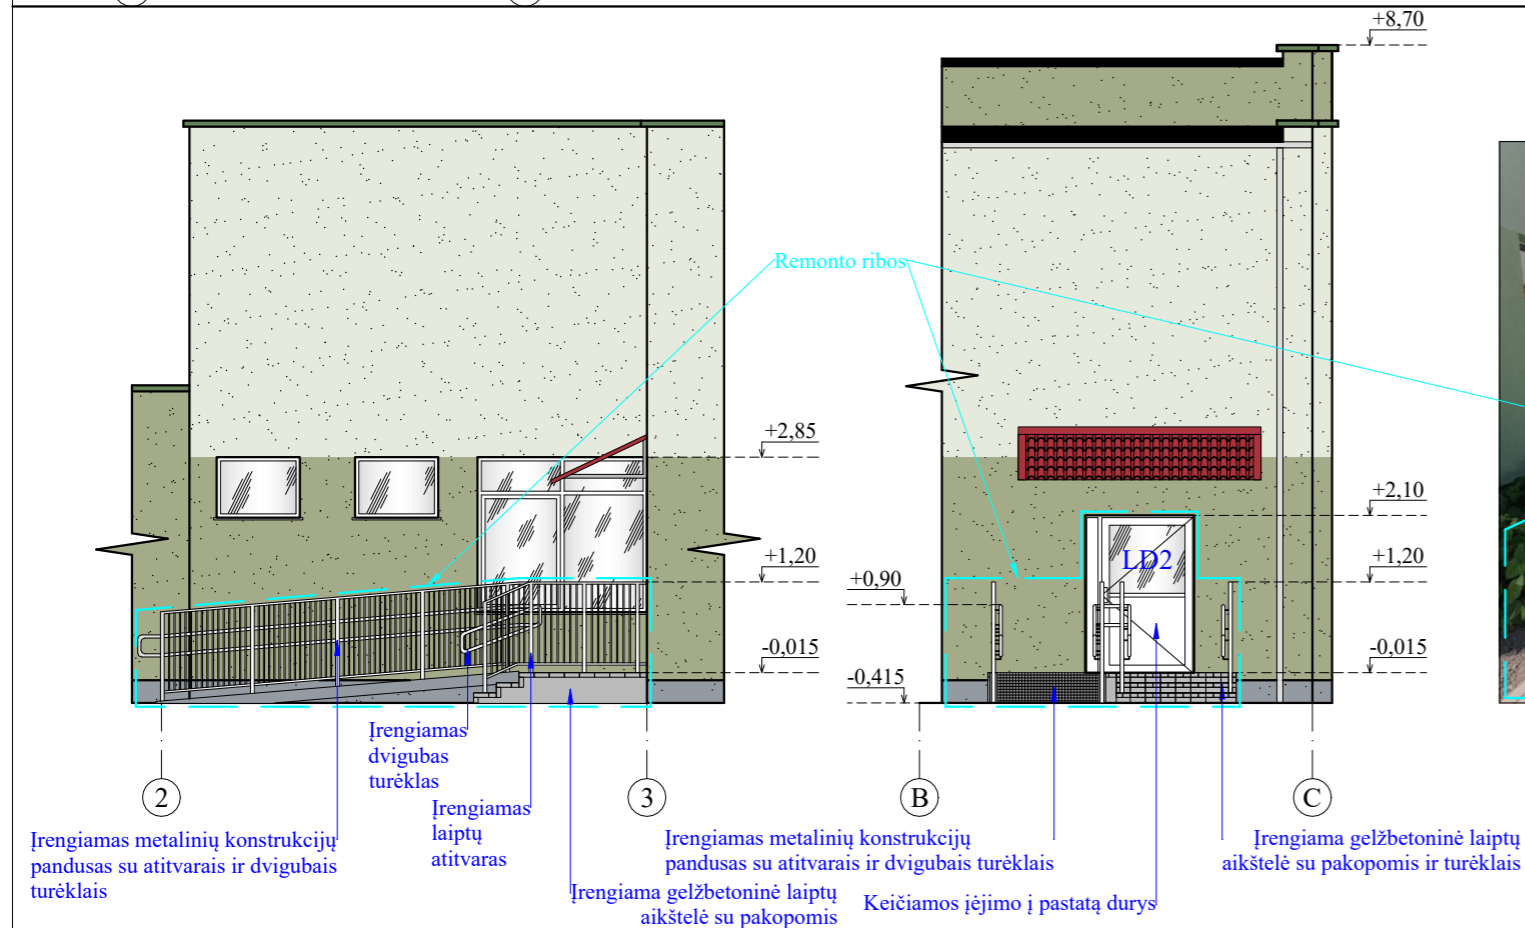 +8,70
Remonto ribos
+2,85
+2,10
+1,20
+1,20
+0,90
LD2
-0,015
-0,015
-0,415
2
3
B
C
Įrengiamas
dvigubas
turėklas
Įrengiamas
laiptų
atitvaras
Įrengiamas metalinių konstrukcijų
pandusas su atitvarais ir dvigubais
turėklais
Įrengiama gelžbetoninė laiptų
aikštelė su pakopomis
Įrengiamas metalinių konstrukcijų
pandusas su atitvarais ir dvigubais turėklais
Keičiamos įėjimo į pastatą durys
Įrengiama gelžbetoninė laiptų
aikštelė su pakopomis ir turėklais